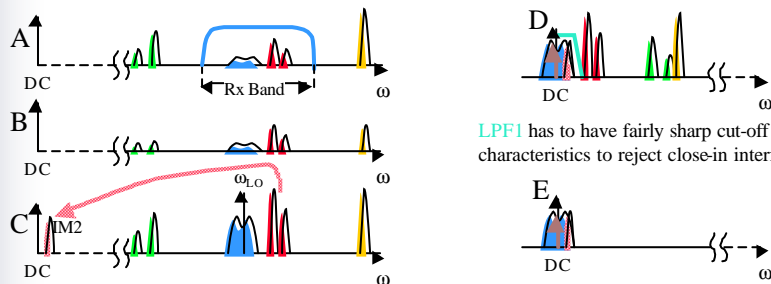 A
DC
Rx Band
ω
B
DC
ω
ω_LO
C
IM2
DC
ω
D
DC
ω
LPF1 has to have fairly sharp cut-off
characteristics to reject close-in inter
E
DC
ω